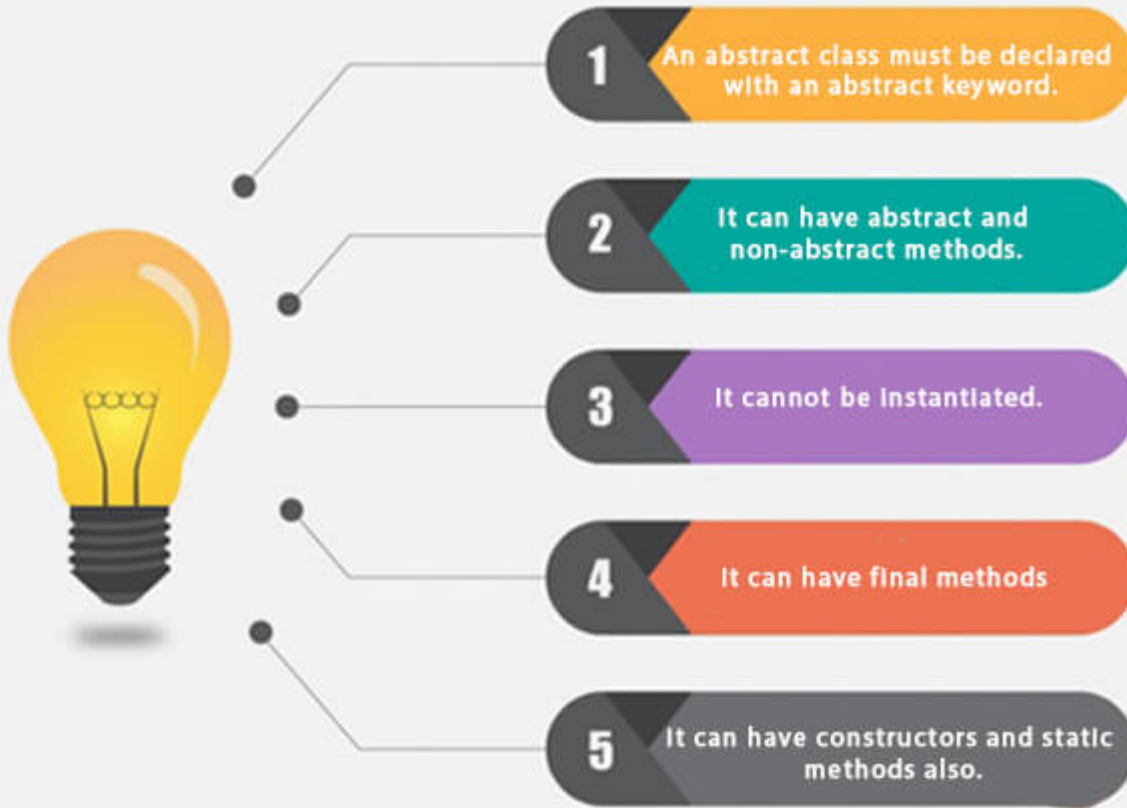 1
An abstract class must be declared
with an abstract keyword.
2
It can have abstract and
non-abstract methods.
3
It cannot be instantiated.
4
It can have final methods
5
It can have constructors and static
methods also.